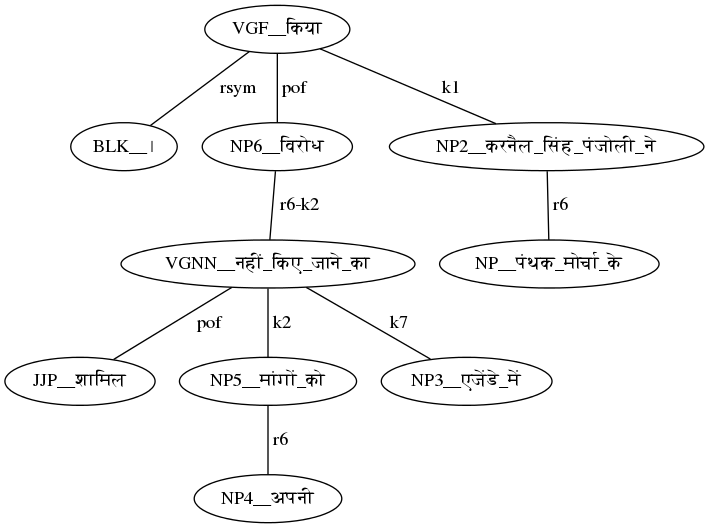 VGF__किया
rsym pof k1
BLK__। NP6__विरोध NP2__करनैल_सिंह_पंजोली_ने
r6-k2 r6
VGNN__नहीं_किए_जाने_का NP__पंथक_मोर्चा_के
pof k2 k7
JJP__शामिल NP5__मांगों_को NP3__एजेंडे_में
r6
NP4__अपनी